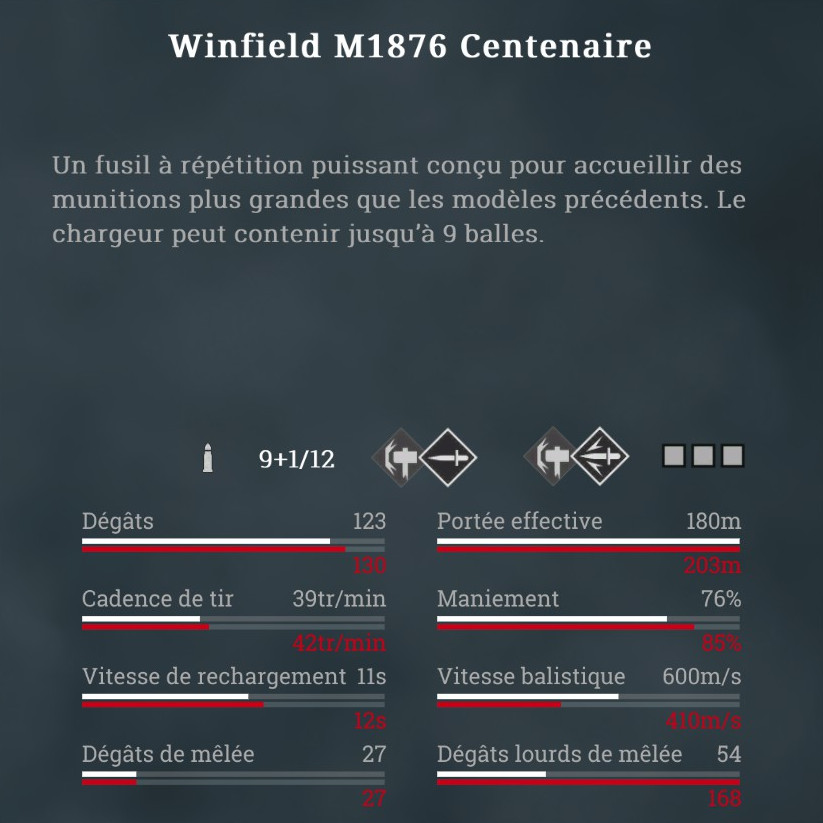 Winfield M1876 Centenaire
Un fusil à répétition puissant conçu pour accueillir des
munitions plus grandes que les modèles précédents. Le
chargeur peut contenir jusqu'à 9 balles.
9+1/12
Dégâts 123
130
Portée effective 180m
203m
Cadence de tir 39tr/min
42tr/min
Maniement 76%
85%
Vitesse de rechargement 11s
12s
Vitesse balistique 600m/s
410m/s
Dégâts de mêlée 27
27
Dégâts lourds de mêlée 54
168